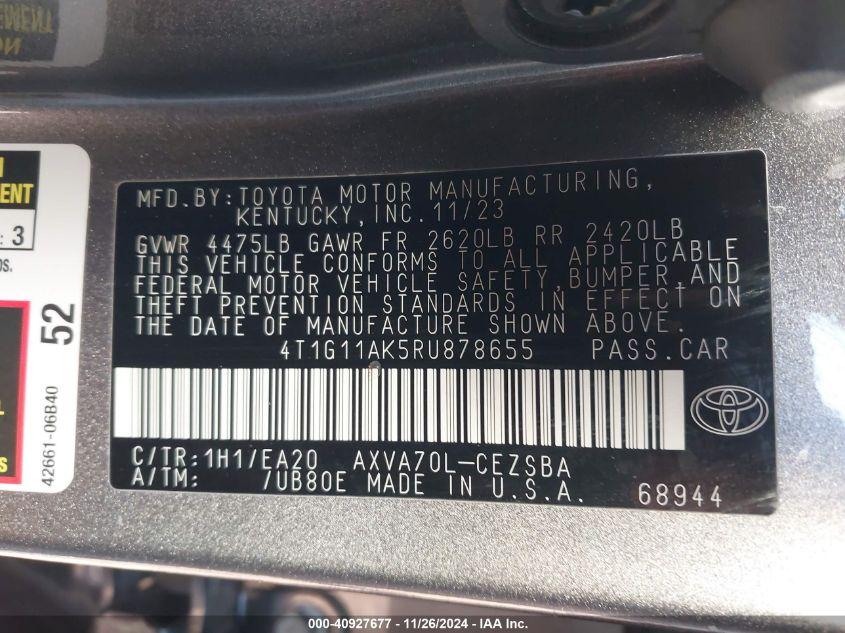 MFD. BY: TOYOTA MOTOR MANUFACTURING,
KENTUCKY, INC. 11/23
GVWR 4475LB GAWR FR 2620LB RR 2420LB
THIS VEHICLE CONFORMS TO ALL APPLICABLE
FEDERAL MOTOR VEHICLE SAFETY, BUMPER, AND
THEFT PREVENTION STANDARDS IN EFFECT ON
THE DATE OF MANUFACTURE SHOWN ABOVE.
4T1G11AK5RU878655 PASS.CAR
C/TR: 1H1/EA20 AXVA70L-CEZSBA
A/TM: /UB80E MADE IN U.S.A.
68944
: 3
52
42661-06B40
000-40927677 - 11/26/2024 - IAA Inc.